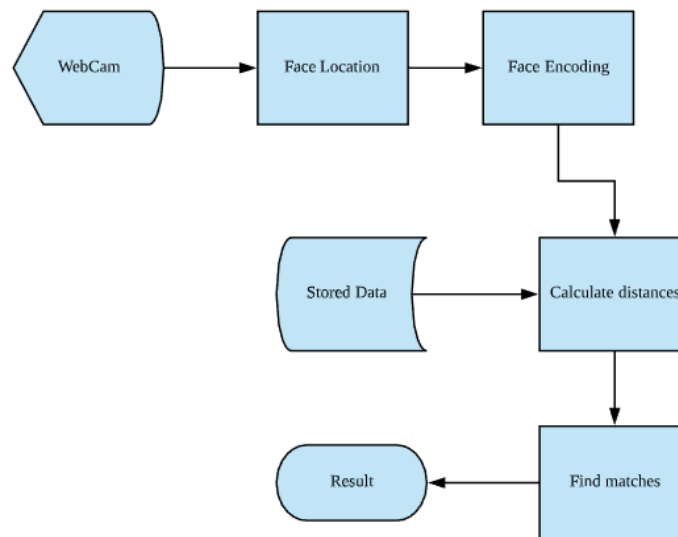 WebCam
Face Location
Face Encoding
Stored Data
Calculate distances
Result
Find matches